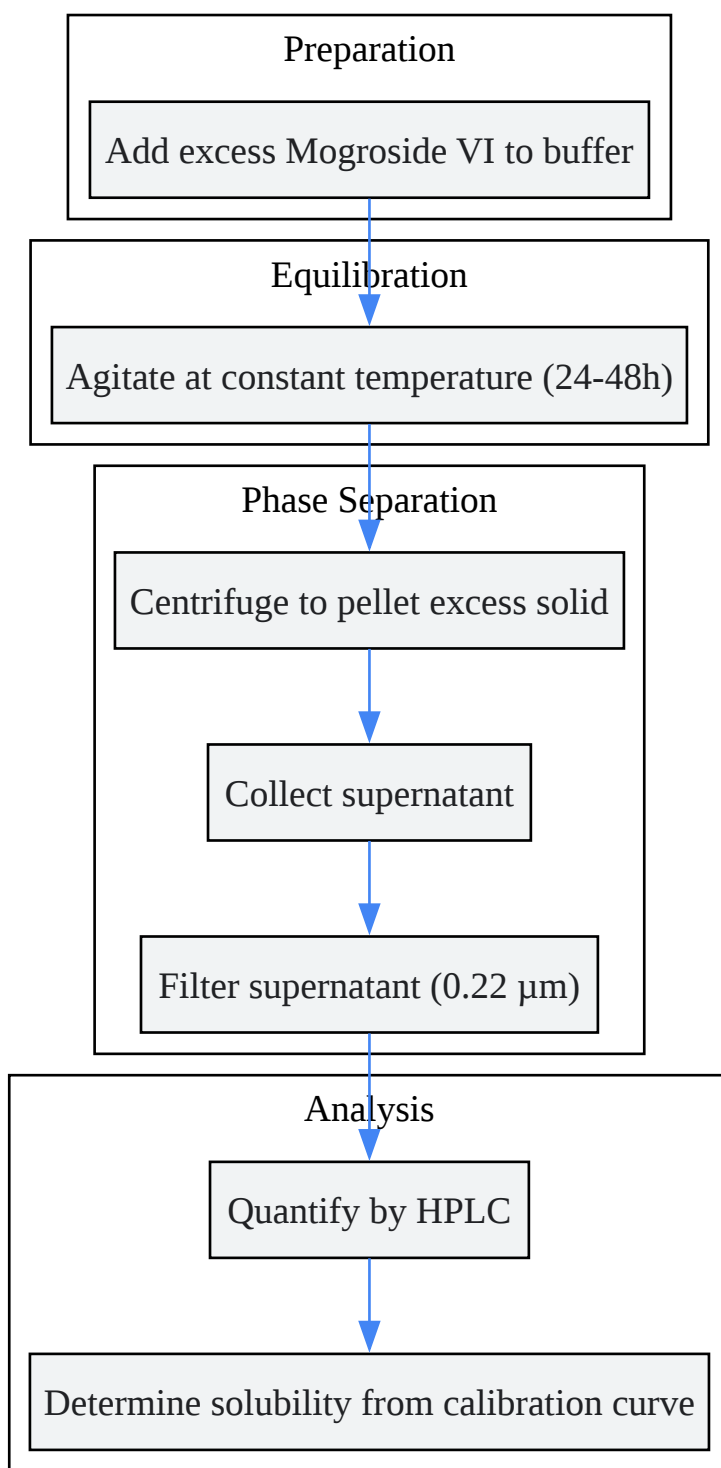 Preparation
Add excess Mogroside VI to buffer
Equilibration
Agitate at constant temperature (24-48h)
Phase Separation
Centrifuge to pellet excess solid
Collect supernatant
Filter supernatant (0.22 µm)
Analysis
Quantify by HPLC
Determine solubility from calibration curve